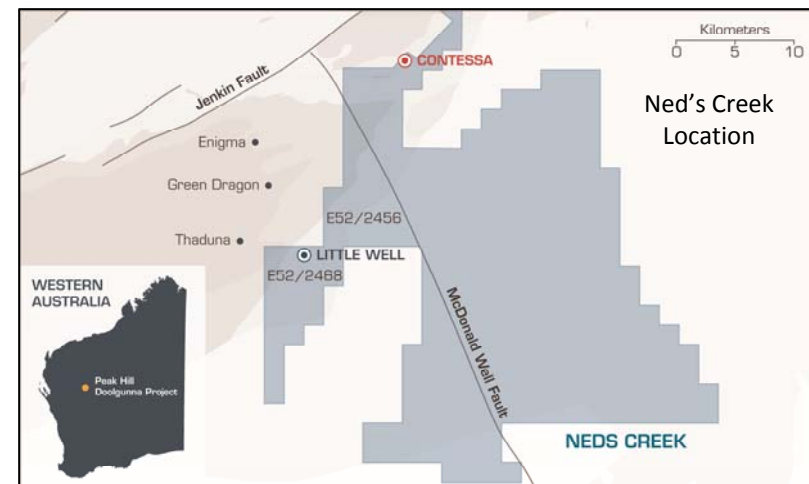 Kilometers
0 5 10
CONTESSA
Ned's Creek
Location
Jenkin Fault
Enigma
Green Dragon
E52/2456
Thaduna
LITTLE WELL
E52/2468
WESTERN
AUSTRALIA
McDonald Wall Fault
Peak Hill
Doolgunna Project
NEDS CREEK